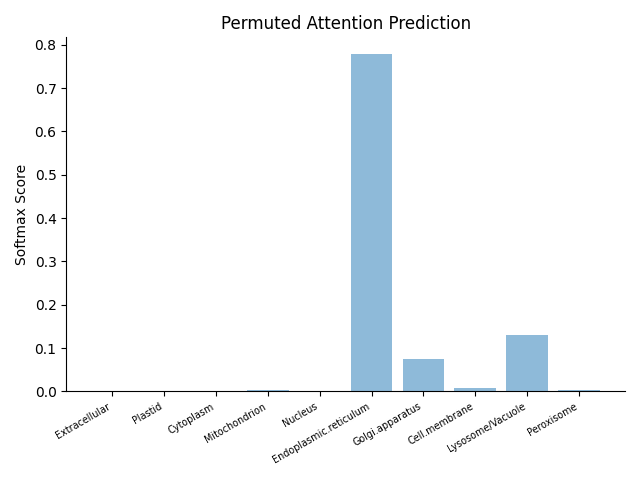 Permuted Attention Prediction
0.8
0.7
0.6
0.5
0.4
0.3
0.2
0.1
0.0
Softmax Score
Extracellular
Plastid
Cytoplasm
Mitochondrion
Nucleus
Endoplasmic.reticulum
Golgi.apparatus
Cell.membrane
Lysosome/Vacuole
Peroxisome